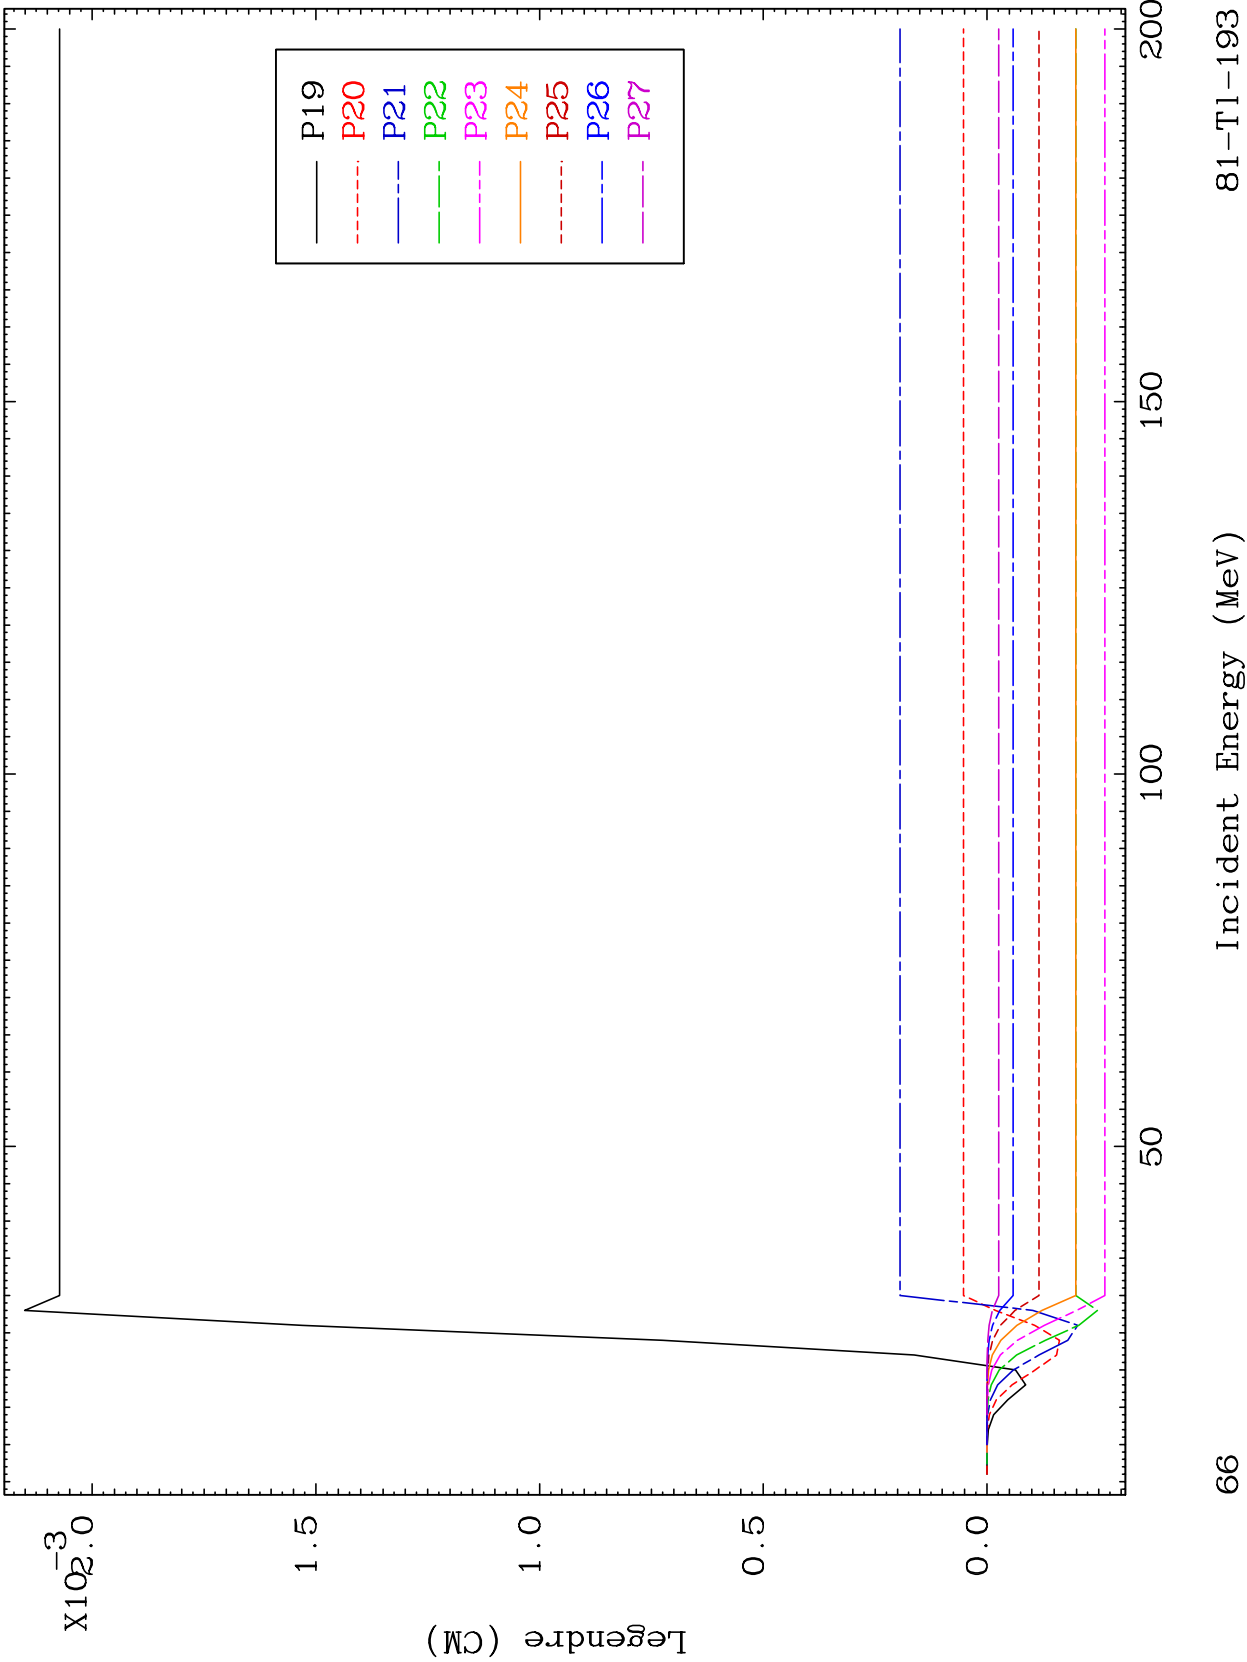 X10-3
2.0
1.5
1.0
0.5
0.0
Legendre (CM)
P19
P20
P21
P22
P23
P24
P25
P26
P27
50
100
150
200
Incident Energy (MeV)
66
81-Tl-193